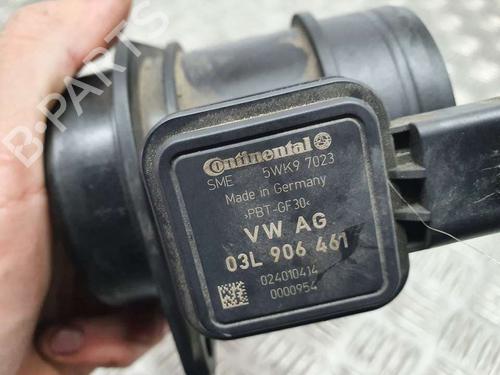 Continental
SME 5WK9 7023
Made in Germany
>PBT-GF30<
VW AG
03L 906 461
024010414
0000954
B-PARTS